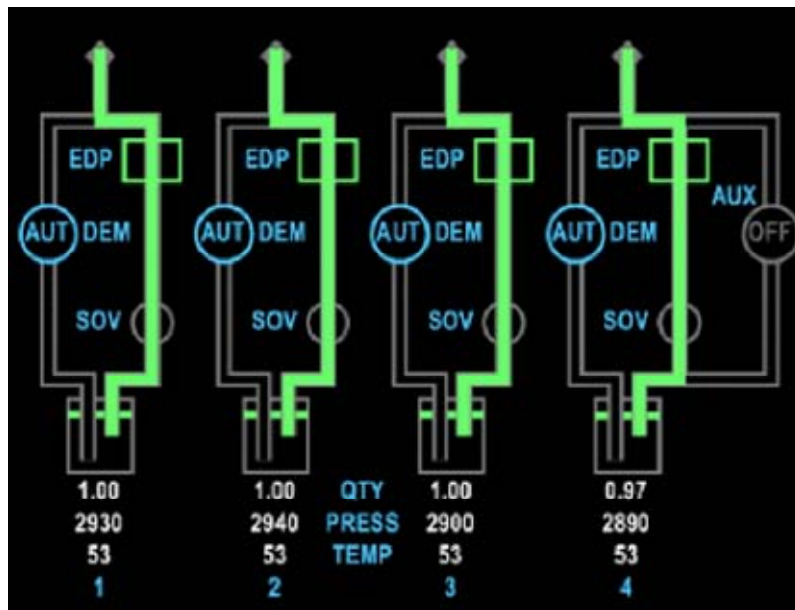 EDP EDP EDP EDP
AUX
AUT DEM AUT DEM AUT DEM AUT DEM OFF
SOV SOV SOV SOV
1.00 1.00 QTY 1.00 0.97
2930 2940 PRESS 2900 2890
53 53 TEMP 53 53
1 2 3 4